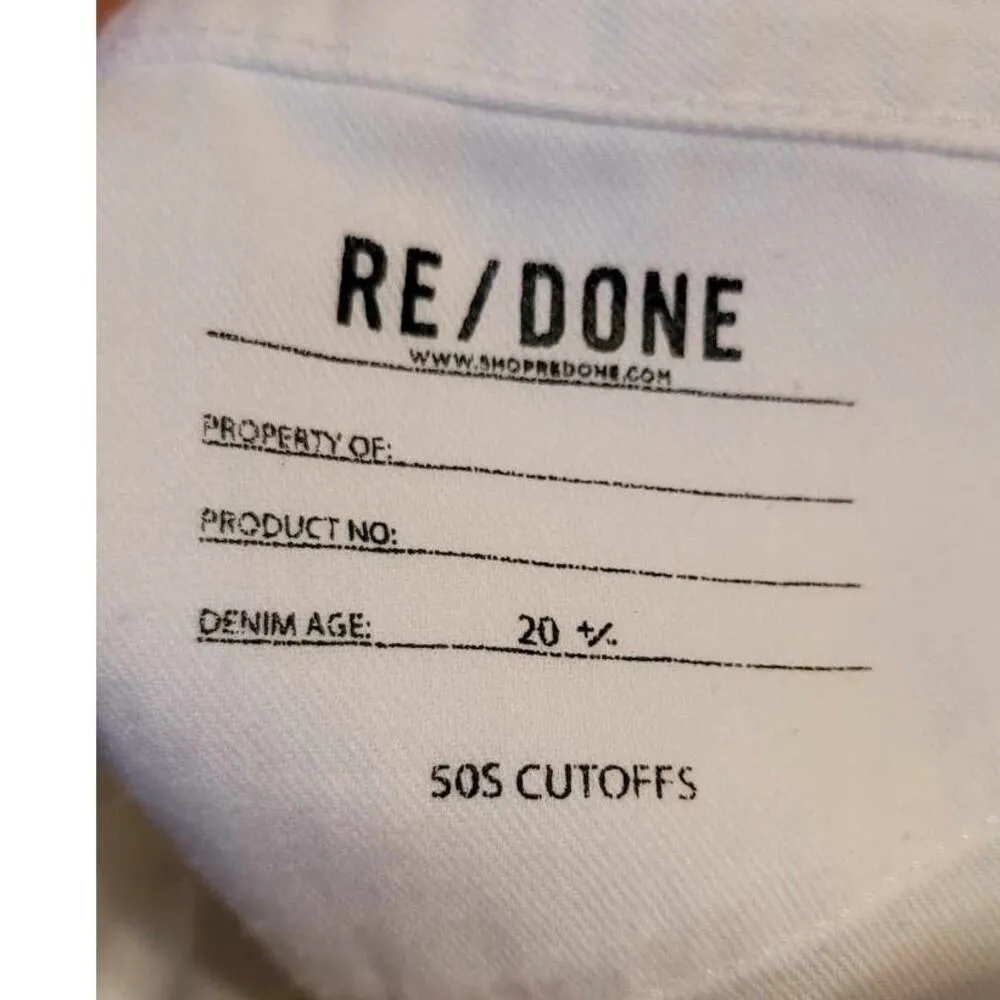 RE/DONE
WWW.SHOPREDONE.COM
PROPERTY OF:
PRODUCT NO:
DENIM AGE: 20 +/-
50S CUTOFFS